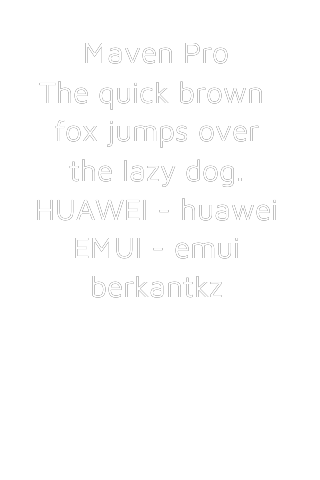 Maven Pro
The quick brown
fox jumps over
the lazy dog.
HUAWEI - huawei
EMUI - emui
berkantkz